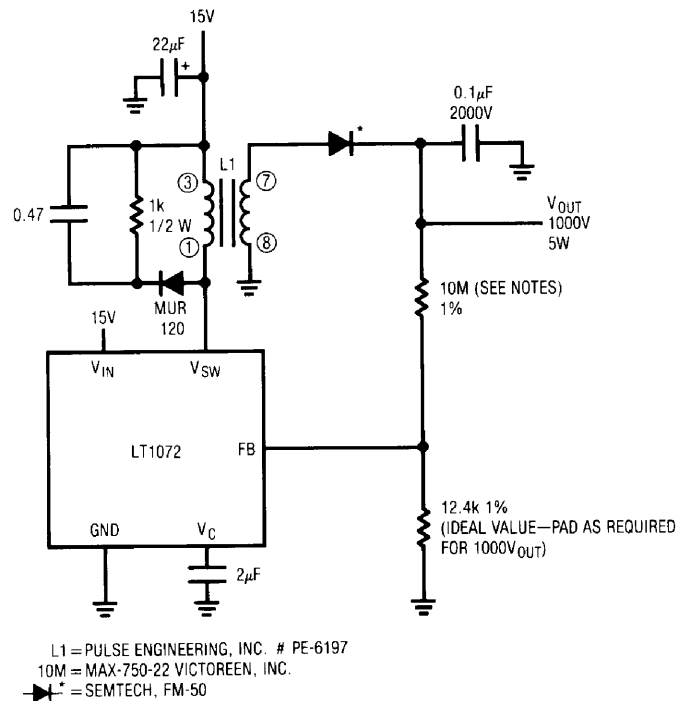 15V
22µF
+
0.1µF
2000V
*
L1
③
⑦
0.47
1k
1/2 W
①
⑧
VOUT
1000V
5W
MUR
120
10M (SEE NOTES)
1%
15V
VIN
VSW
LT1072
FB
GND
VC
12.4k 1%
(IDEAL VALUE—PAD AS REQUIRED
FOR 1000VOUT)
2µF
L1 = PULSE ENGINEERING, INC. # PE-6197
10M = MAX-750-22 VICTOREEN, INC.
* = SEMTECH, FM-50